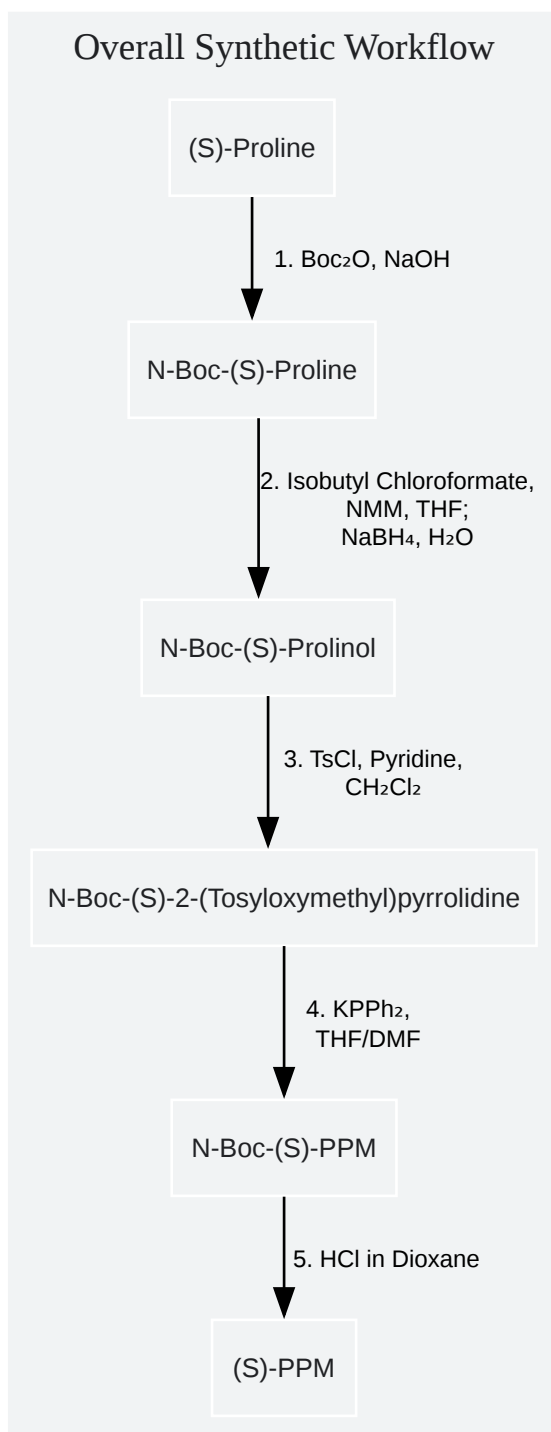 Overall Synthetic Workflow
(S)-Proline
1. Boc₂O, NaOH
N-Boc-(S)-Proline
2. Isobutyl Chloroformate,
NMM, THF;
NaBH₄, H₂O
N-Boc-(S)-Prolinol
3. TsCl, Pyridine,
CH₂Cl₂
N-Boc-(S)-2-(Tosyloxymethyl)pyrrolidine
4. KPPh₂,
THF/DMF
N-Boc-(S)-PPM
5. HCl in Dioxane
(S)-PPM